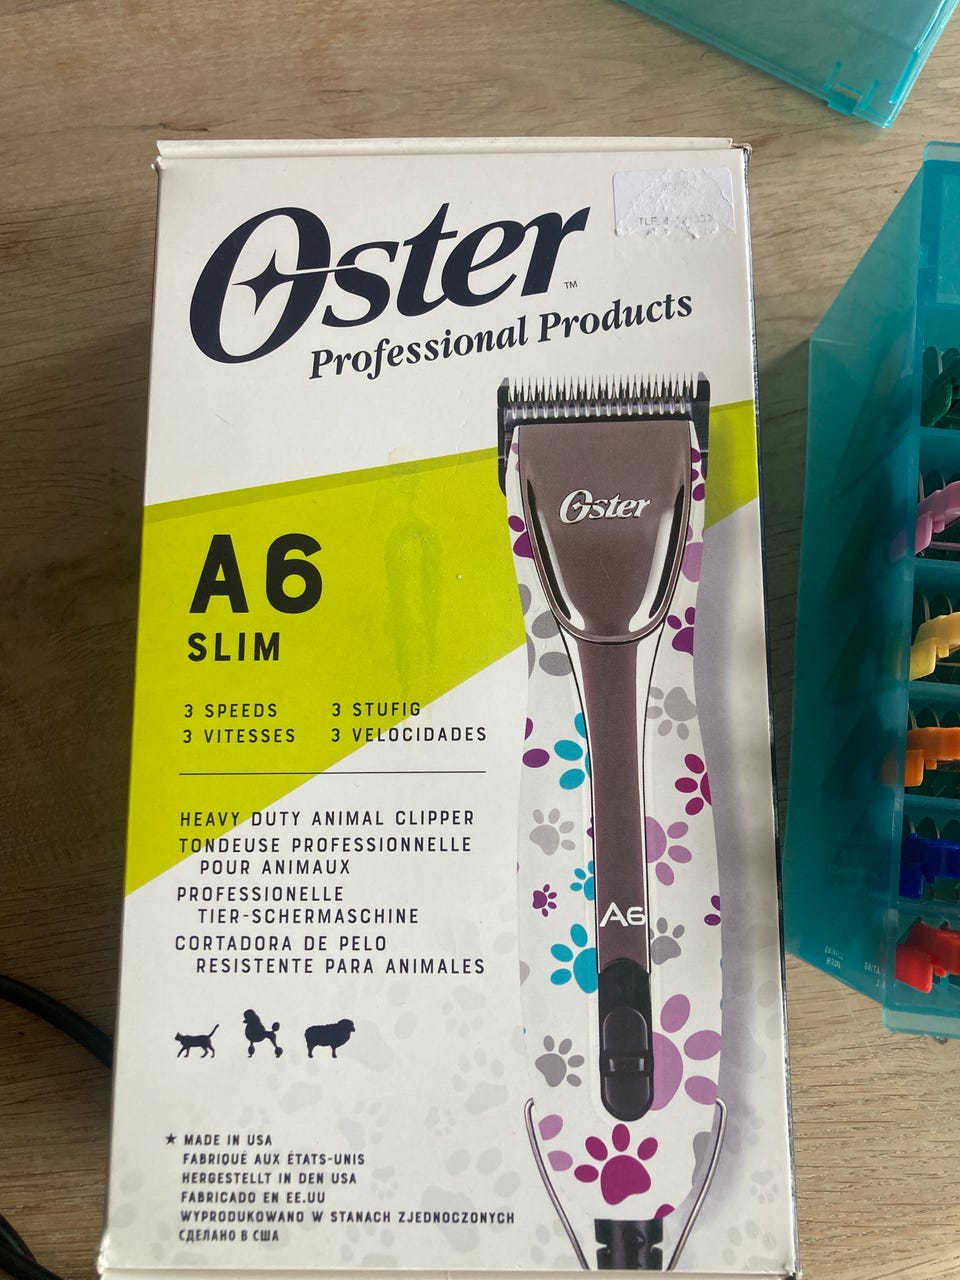 Oster™
Professional Products
Oster
A6
SLIM
3 SPEEDS 3 STUFIG
3 VITESSES 3 VELOCIDADES
HEAVY DUTY ANIMAL CLIPPER
TONDEUSE PROFESSIONNELLE
POUR ANIMAUX
PROFESSIONELLE
TIER-SCHERMASCHINE
CORTADORA DE PELO
RESISTENTE PARA ANIMALES
A6
★ MADE IN USA
FABRIQUÉ AUX ÉTATS-UNIS
HERGESTELLT IN DEN USA
FABRICADO EN EE.UU
WYPRODUKOWANO W STANACH ZJEDNOCZONYCH
СДЕЛАНО В США